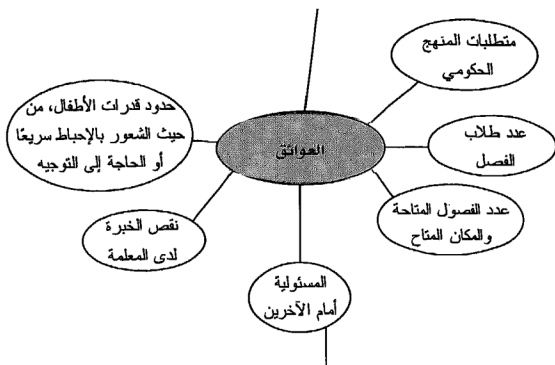 متطلبات المنهج
الحكومي
حدود قدرات الأطفال، من
حيث الشعور بالإحباط سريعًا
أو الحاجة إلى التوجيه
العوائق
عدد طلاب
الفصل
عدد الفصول المتاحة
والمكان المتاح
نقص الخبرة
لدى المعلمة
المسئولية
أمام الآخرين